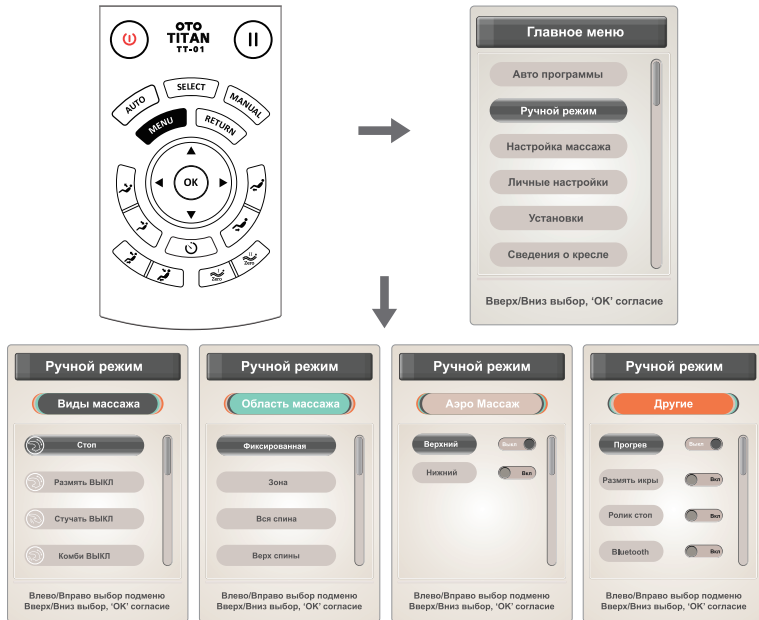 OTO
TITAN
TT-01
AUTO
SELECT
MANUAL
MENU
RETURN
OK
Zero
Zero
Главное меню
Авто программы
Ручной режим
Настройка массажа
Личные настройки
Установки
Сведения о кресле
Вверх/Вниз выбор, ‘OK’ согласие
Ручной режим
Виды массажа
Стоп
Размять ВЫКЛ
Стучать ВЫКЛ
Комби ВЫКЛ
Влево/Вправо выбор подменю
Вверх/Вниз выбор, ‘OK’ согласие
Ручной режим
Область массажа
Фиксированная
Зона
Вся спина
Верх спины
Влево/Вправо выбор подменю
Вверх/Вниз выбор, ‘OK’ согласие
Ручной режим
Аэро Массаж
Верхний Выкл
Нижний Вкл
Влево/Вправо выбор подменю
Вверх/Вниз выбор, ‘OK’ согласие
Ручной режим
Другие
Прогрев Выкл
Размять икры Вкл
Ролик стоп Вкл
Bluetooth Вкл
Влево/Вправо выбор подменю
Вверх/Вниз выбор, ‘OK’ согласие